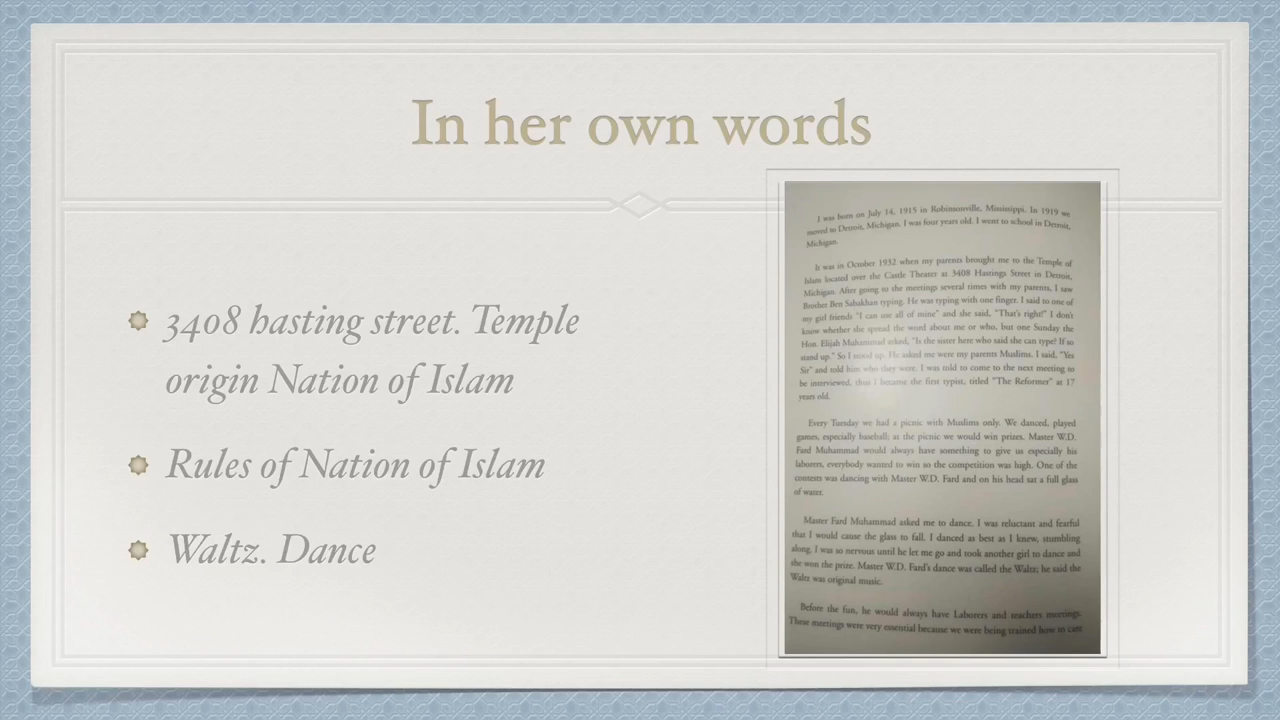 In her own words
3408 hasting street. Temple
origin Nation of Islam
Rules of Nation of Islam
Waltz. Dance
I was born on July 14, 1915 in Robinsonville, Mississippi. In 1919 we
moved to Detroit, Michigan. I was four years old. I went to school in Detroit,
Michigan.
It was in October 1932 when my parents brought me to the Temple of
Islam located over the Castle Theater at 3408 Hastings Street in Detroit,
Michigan. After going to the meetings several times with my parents, I saw
Brother Ben Sabakhan typing. He was typing with one finger. I said to one of
my girl friends "I can use all of mine" and she said, "That's right!" I don't
know whether she spread the word about me or who, but one Sunday the
Hon. Elijah Muhammad asked, "Is the sister here who said she can type? If so
stand up." So I stood up. He asked me were my parents Muslims. I said, "Yes
Sir" and told him who they were. I was told to come to the next meeting to
be interviewed, thus I became the first typist, titled "The Reformer" at 17
years old.
Every Tuesday we had a picnic with Muslims only. We danced, played
games, especially baseball; at the picnic we would win prizes. Master W.D.
Fard Muhammad would always have something to give us especially his
laborers, everybody wanted to win so the competition was high. One of the
contests was dancing with Master W.D. Fard and on his head sat a full glass
of water.
Master Fard Muhammad asked me to dance. I was reluctant and fearful
that I would cause the glass to fall. I danced as best as I knew, stumbling
along. I was so nervous until he let me go and took another girl to dance and
she won the prize. Master W.D. Fard's dance was called the Waltz; he said the
Waltz was original music.
Before the fun, he would always have Laborers and teachers meetings.
These meetings were very essential because we were being trained how to care